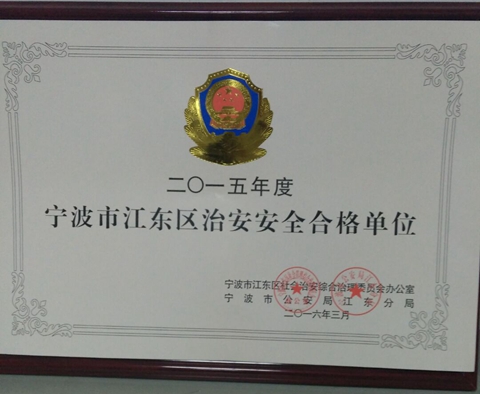 二〇一五年度
宁波市江东区治安安全合格单位
宁波市江东区社会治安综合治理委员会办公室
宁波市公安局江东分局
二〇一六年三月